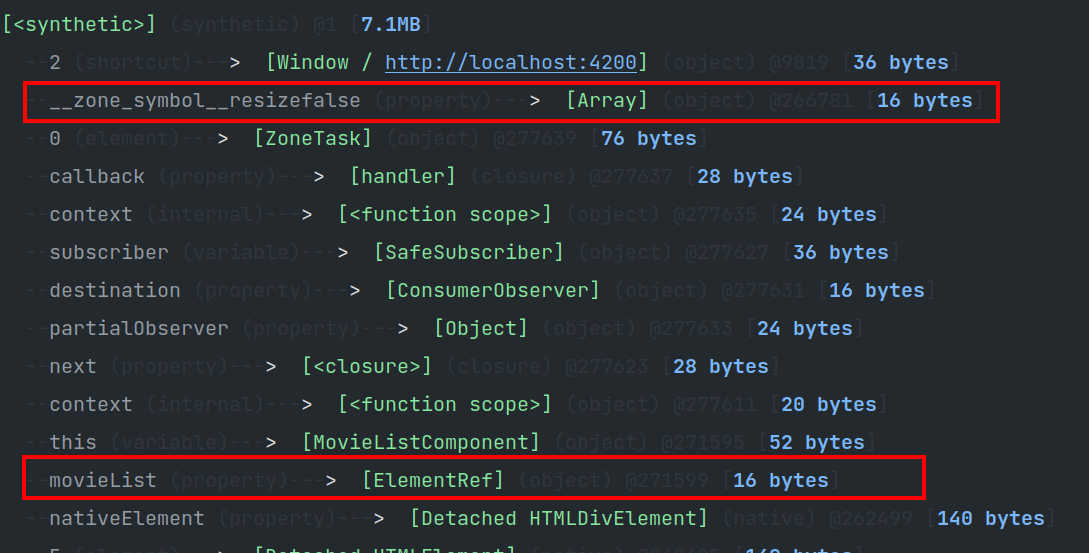 [<synthetic>] (synthetic) @1 [7.1MB]
--2 (shortcut)---> [Window / http://localhost:4200] (object) @9819 [36 bytes]
--__zone_symbol__resizefalse (property)---> [Array] (object) @266781 [16 bytes]
--0 (element)---> [ZoneTask] (object) @277639 [76 bytes]
--callback (property)---> [handler] (closure) @277637 [28 bytes]
--context (internal)---> [<function scope>] (object) @277635 [24 bytes]
--subscriber (variable)---> [SafeSubscriber] (object) @277627 [36 bytes]
--destination (property)---> [ConsumerObserver] (object) @277631 [16 bytes]
--partialObserver (property)---> [Object] (object) @277633 [24 bytes]
--next (property)---> [<closure>] (closure) @277623 [28 bytes]
--context (internal)---> [<function scope>] (object) @277611 [20 bytes]
--this (variable)---> [MovieListComponent] (object) @271595 [52 bytes]
--movieList (property)---> [ElementRef] (object) @271599 [16 bytes]
--nativeElement (property)---> [Detached HTMLDivElement] (native) @262499 [140 bytes]
--5 (element)---> [Detached HTMLElement] (native)